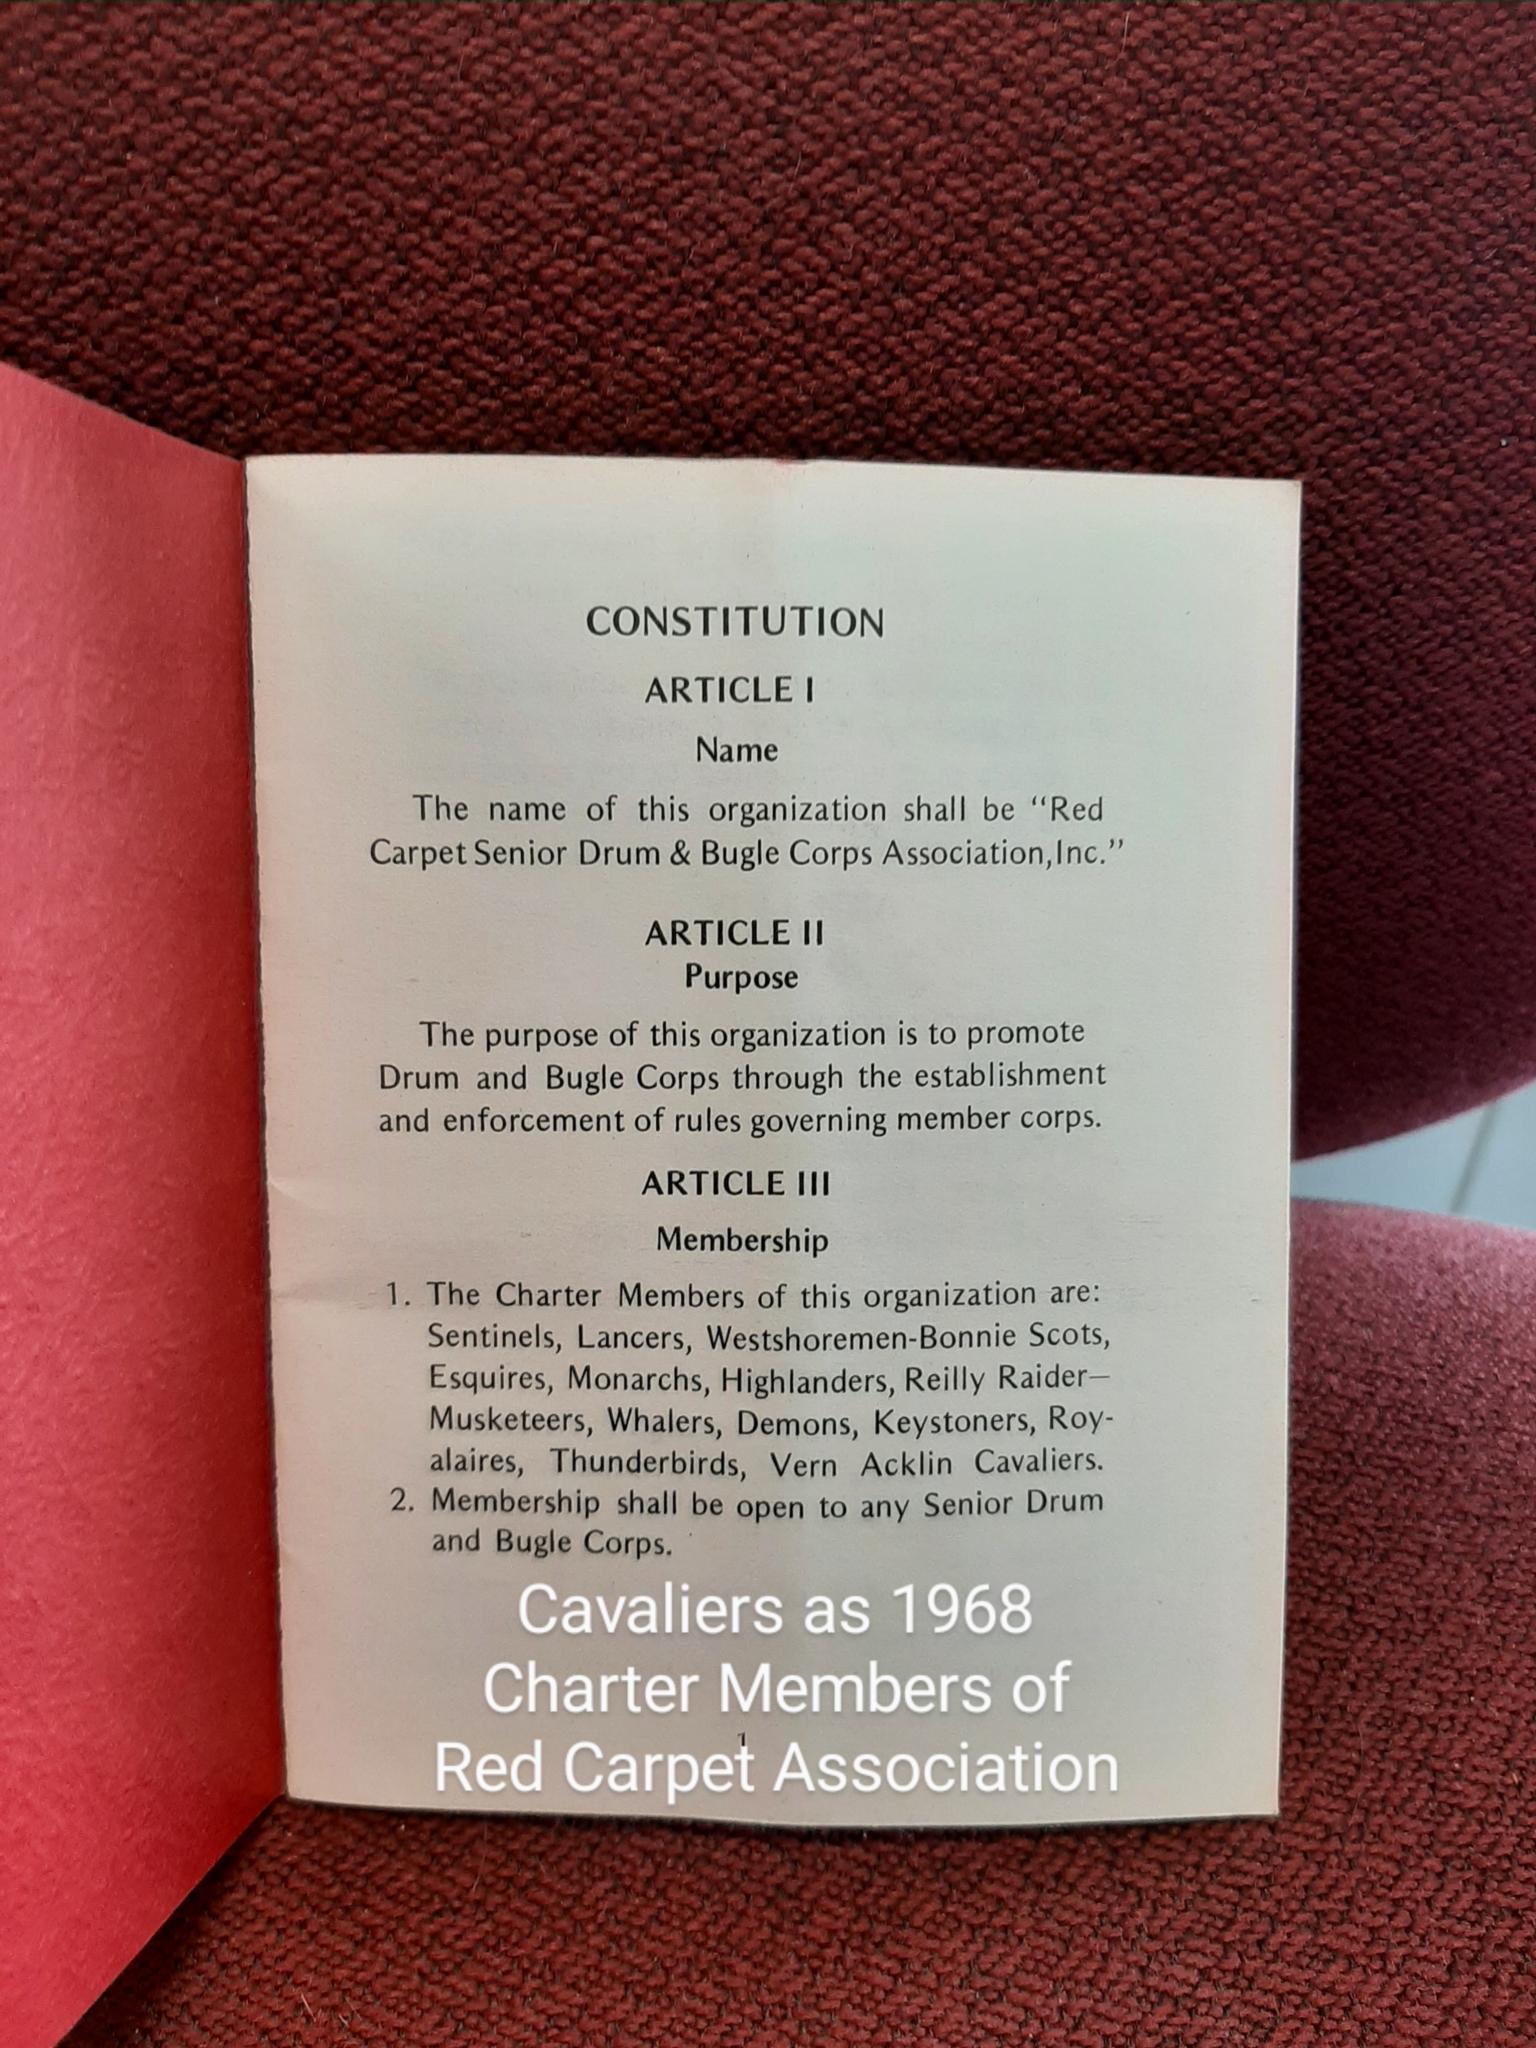 CONSTITUTION
ARTICLE I
Name
The name of this organization shall be “Red
Carpet Senior Drum & Bugle Corps Association,Inc.”
ARTICLE II
Purpose
The purpose of this organization is to promote
Drum and Bugle Corps through the establishment
and enforcement of rules governing member corps.
ARTICLE III
Membership
1. The Charter Members of this organization are:
Sentinels, Lancers, Westshoremen-Bonnie Scots,
Esquires, Monarchs, Highlanders, Reilly Raider—
Musketeers, Whalers, Demons, Keystoners, Roy-
alaires, Thunderbirds, Vern Acklin Cavaliers.
2. Membership shall be open to any Senior Drum
and Bugle Corps.
Cavaliers as 1968
Charter Members of
1
Red Carpet Association